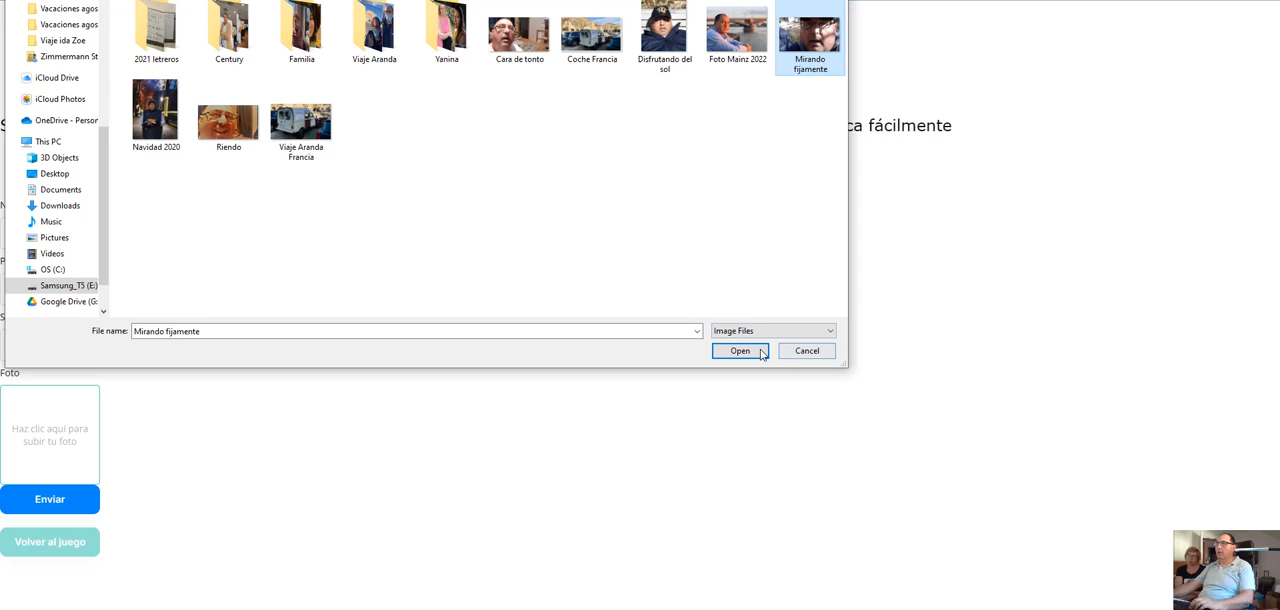 Vacaciones agos
Vacaciones agos
Viaje ida Zoe
Zimmermann St
iCloud Drive
iCloud Photos
OneDrive - Person
This PC
3D Objects
Desktop
Documents
Downloads
Music
Pictures
Videos
OS (C:)
Samsung_T5 (E:)
Google Drive (G:
2021 letreros
Century
Familia
Viaje Aranda
Yanina
Cara de tonto
Coche Francia
Disfrutando del
sol
Foto Mainz 2022
Mirando
fijamente
Navidad 2020
Riendo
Viaje Aranda
Francia
ca fácilmente
File name: Mirando fijamente
Image Files
Open
Cancel
Foto
Haz clic aquí para
subir tu foto
Enviar
Volver al juego